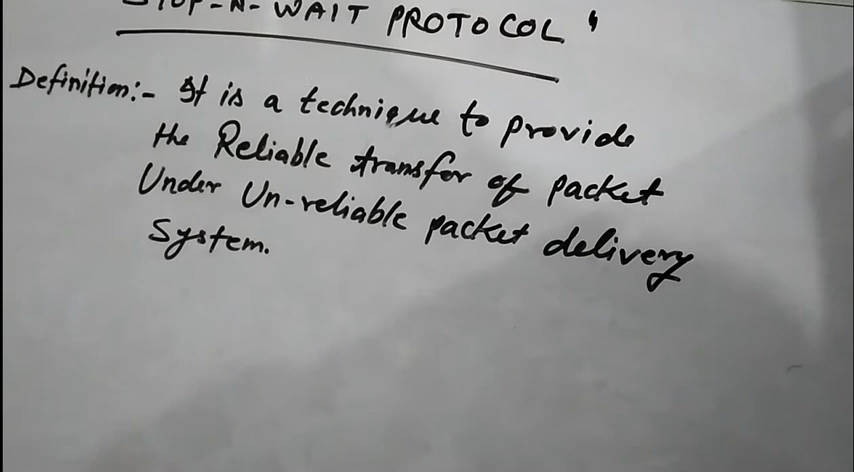 STOP-N-WAIT PROTOCOL
Definition:- It is a technique to provide
the Reliable transfer of packet
Under Un-reliable packet delivery
System.